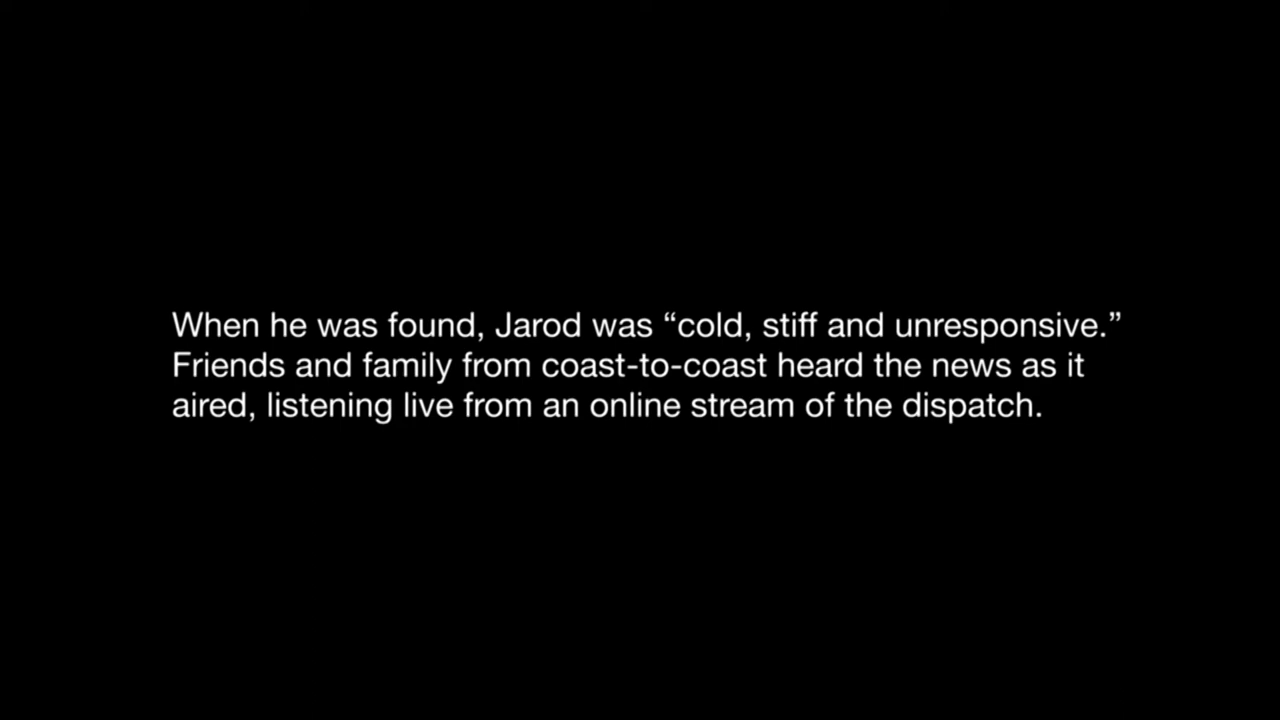 When he was found, Jarod was “cold, stiff and unresponsive.”
Friends and family from coast-to-coast heard the news as it
aired, listening live from an online stream of the dispatch.